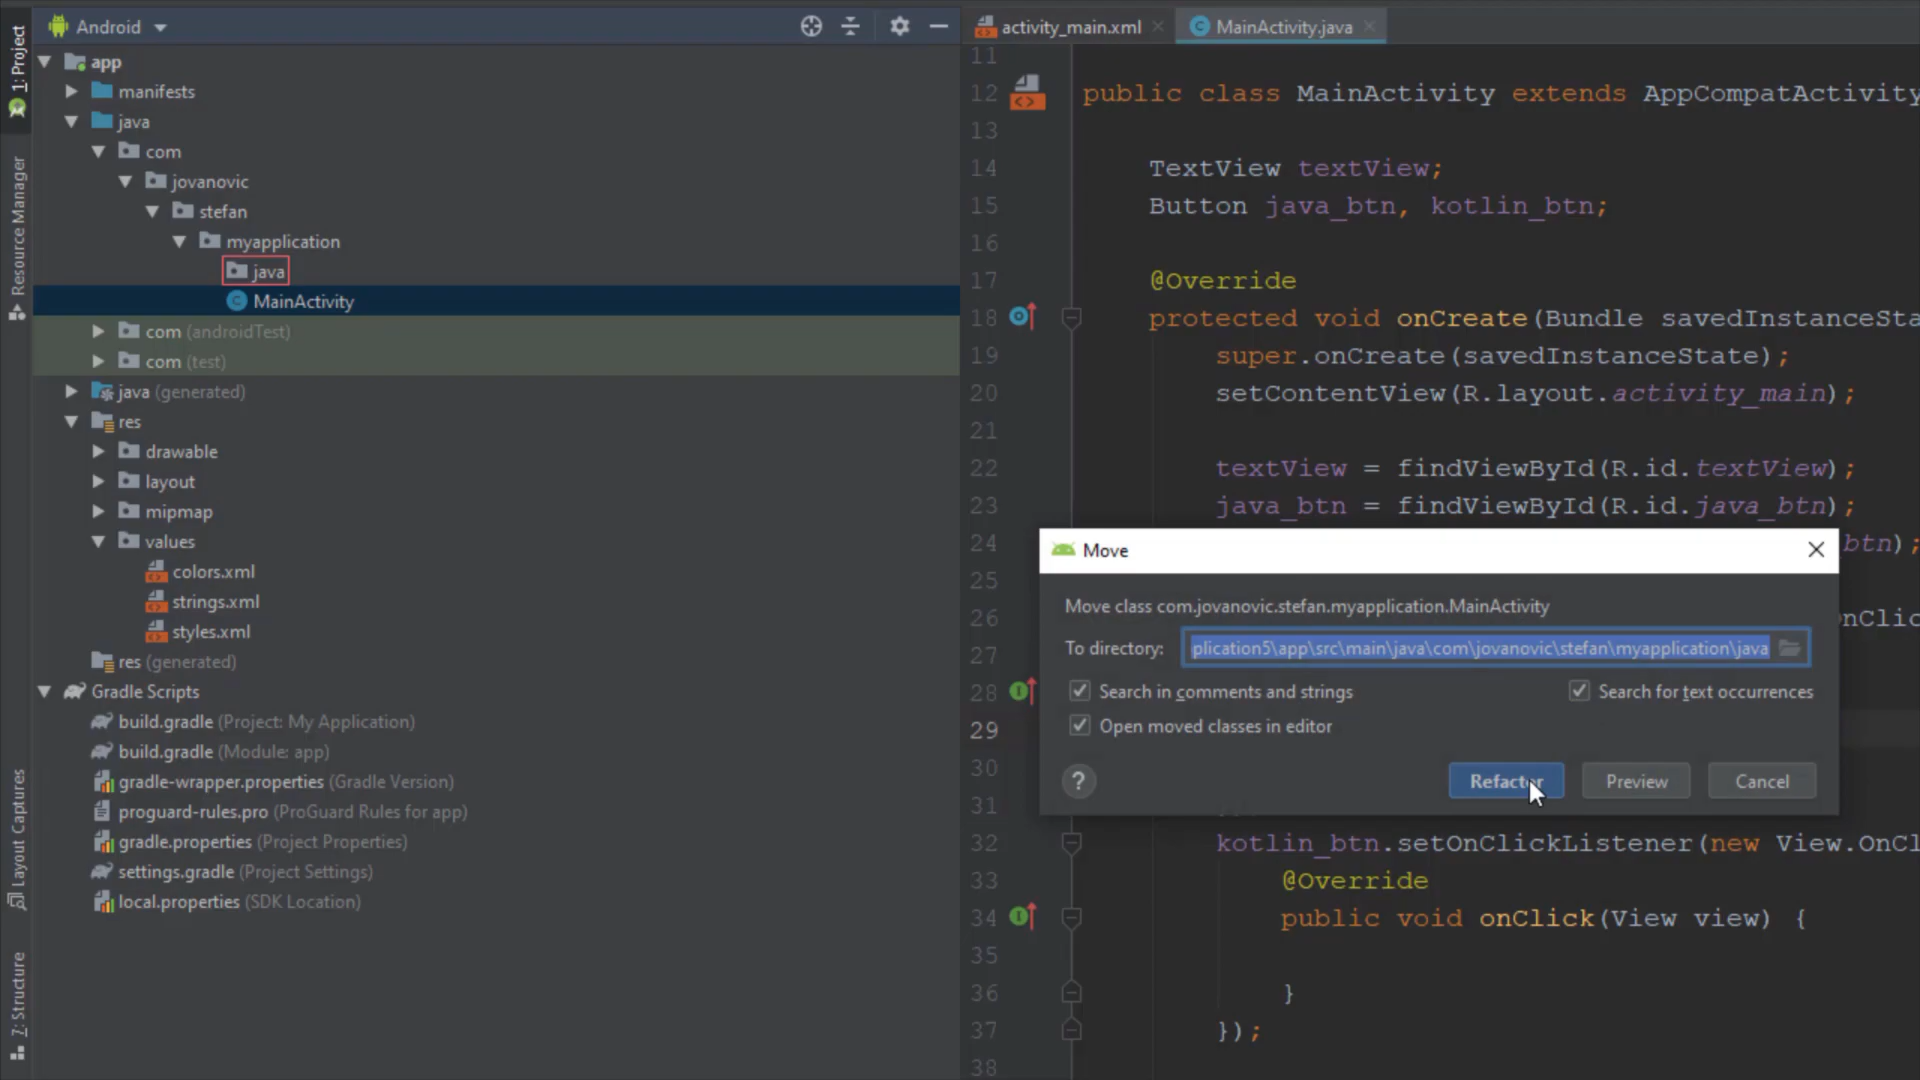 1: Project
Resource Manager
Layout Captures
7: Structure
Android
app
manifests
java
com
jovanovic
stefan
myapplication
java
MainActivity
com (androidTest)
com (test)
java (generated)
res
drawable
layout
mipmap
values
colors.xml
strings.xml
styles.xml
res (generated)
Gradle Scripts
build.gradle (Project: My Application)
build.gradle (Module: app)
gradle-wrapper.properties (Gradle Version)
proguard-rules.pro (ProGuard Rules for app)
gradle.properties (Project Properties)
settings.gradle (Project Settings)
local.properties (SDK Location)
activity_main.xml
MainActivity.java
11
12 public class MainActivity extends AppCompatActivity
13
14 TextView textView;
15 Button java_btn, kotlin_btn;
16
17 @Override
18 protected void onCreate(Bundle savedInstanceSta
19 super.onCreate(savedInstanceState);
20 setContentView(R.layout.activity_main);
21
22 textView = findViewById(R.id.textView);
23 java_btn = findViewById(R.id.java_btn);
24 btn);
25
26 nClic
27
28
29
30
31
32 kotlin_btn.setOnClickListener(new View.OnCl
33 @Override
34 public void onClick(View view) {
35
36 }
37 });
38
Move
Move class com.jovanovic.stefan.myapplication.MainActivity
To directory: plication5\app\src\main\java\com\jovanovic\stefan\myapplication\java
Search in comments and strings
Search for text occurrences
Open moved classes in editor
?
Refactor
Preview
Cancel